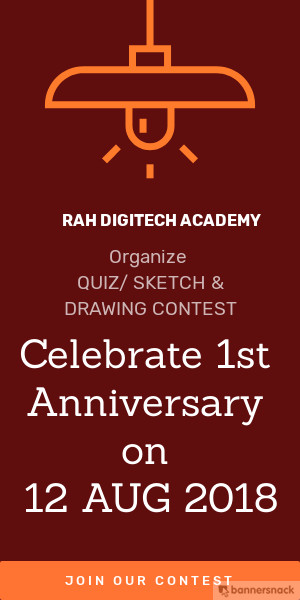 RAH DIGITECH ACADEMY
Organize
QUIZ/ SKETCH &
DRAWING CONTEST
Celebrate 1st
Anniversary
on
12 AUG 2018
JOIN OUR CONTEST
bannersnack